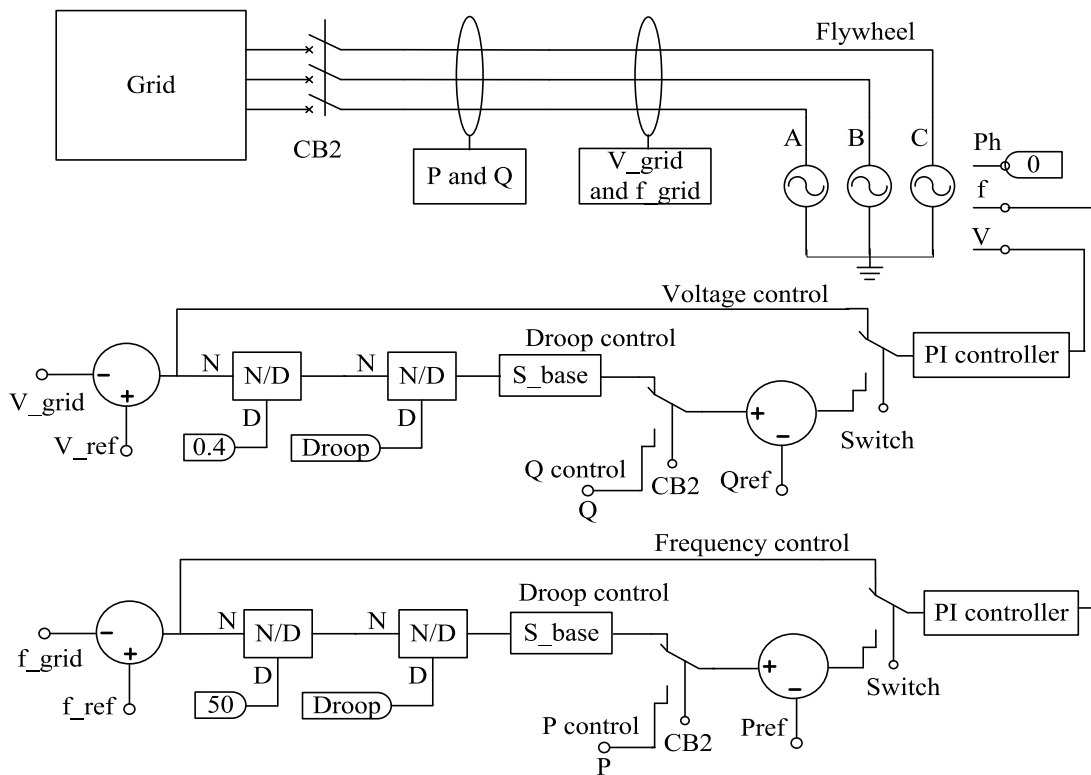 Grid
CB2
P and Q
V_grid
and f_grid
Flywheel
A
B
C
Ph
0
f
V
Voltage control
Droop control
V_grid
-
+
V_ref
N
N/D
D
0.4
N
N/D
D
Droop
S_base
Q control
Q
CB2
+
-
Qref
Switch
PI controller
Frequency control
Droop control
f_grid
-
+
f_ref
N
N/D
D
50
N
N/D
D
Droop
S_base
P control
P
CB2
+
-
Pref
Switch
PI controller